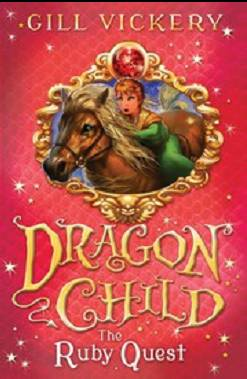 GILL VICKERY
DRAGON
CHILD
The
Ruby Quest